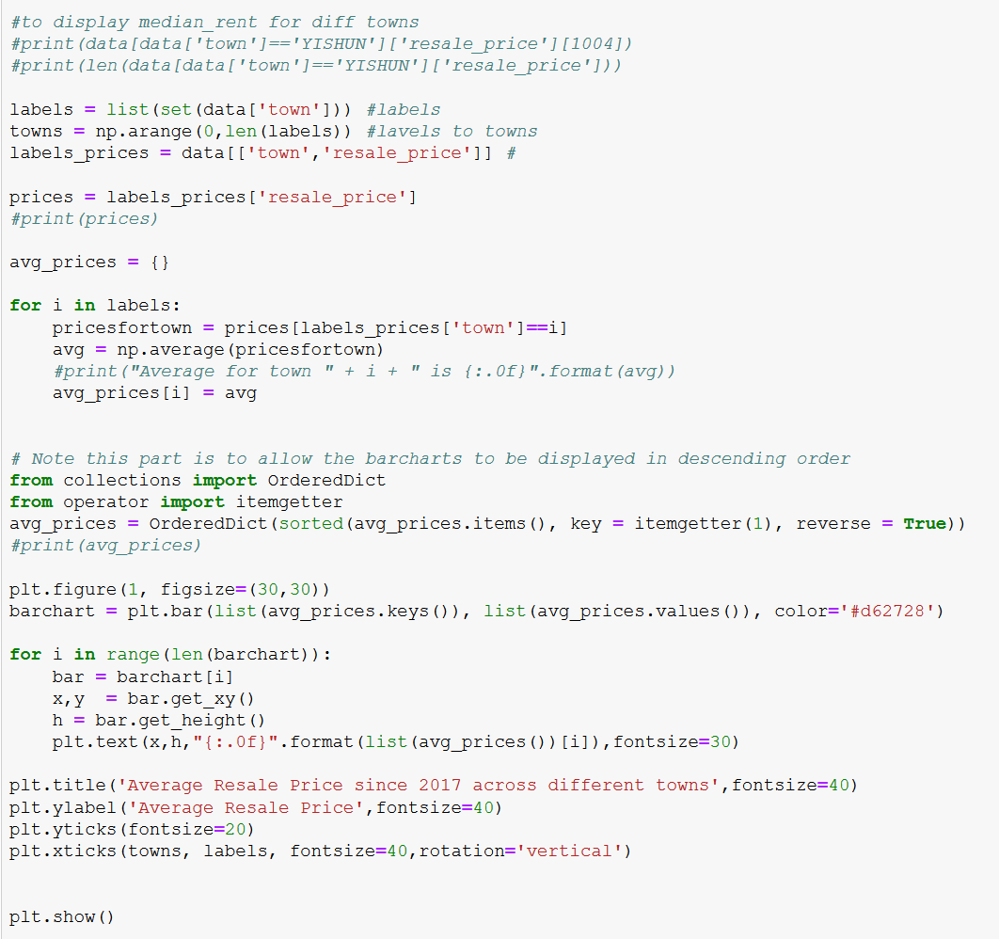 #to display median_rent for diff towns
#print(data[data['town']=='YISHUN']['resale_price'][1004])
#print(len(data[data['town']=='YISHUN']['resale_price']))
labels = list(set(data['town'])) #labels
towns = np.arange(0,len(labels)) #lavels to towns
labels_prices = data[['town','resale_price']] #
prices = labels_prices['resale_price']
#print(prices)
avg_prices = {}
for i in labels:
    pricesfortown = prices[labels_prices['town']==i]
    avg = np.average(pricesfortown)
    #print("Average for town " + i + " is {:.0f}".format(avg))
    avg_prices[i] = avg
# Note this part is to allow the barcharts to be displayed in descending order
from collections import OrderedDict
from operator import itemgetter
avg_prices = OrderedDict(sorted(avg_prices.items(), key = itemgetter(1), reverse = True))
#print(avg_prices)
plt.figure(1, figsize=(30,30))
barchart = plt.bar(list(avg_prices.keys()), list(avg_prices.values()), color='#d62728')
for i in range(len(barchart)):
    bar = barchart[i]
    x,y  = bar.get_xy()
    h = bar.get_height()
    plt.text(x,h,"{:.0f}".format(list(avg_prices())[i]),fontsize=30)
plt.title('Average Resale Price since 2017 across different towns',fontsize=40)
plt.ylabel('Average Resale Price',fontsize=40)
plt.yticks(fontsize=20)
plt.xticks(towns, labels, fontsize=40,rotation='vertical')
plt.show()